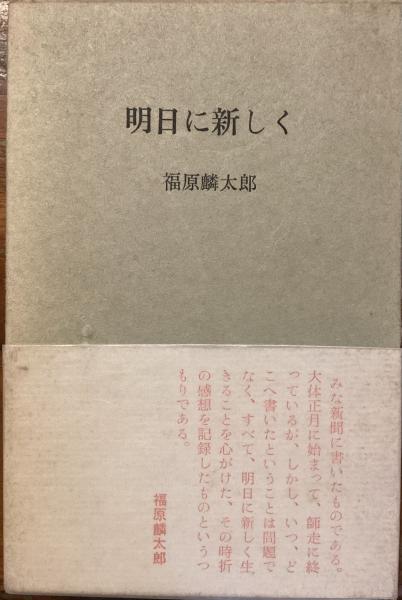 明日に新しく
福原麟太郎
みな新聞に書いたものである。
大体正月に始まって、師走に終
っているが、しかし、いつ、ど
こへ書いたということは問題で
なく、すべて、明日に新しく生
きることを心がけた、その時折
の感想を記録したものというつ
もりである。
福原麟太郎